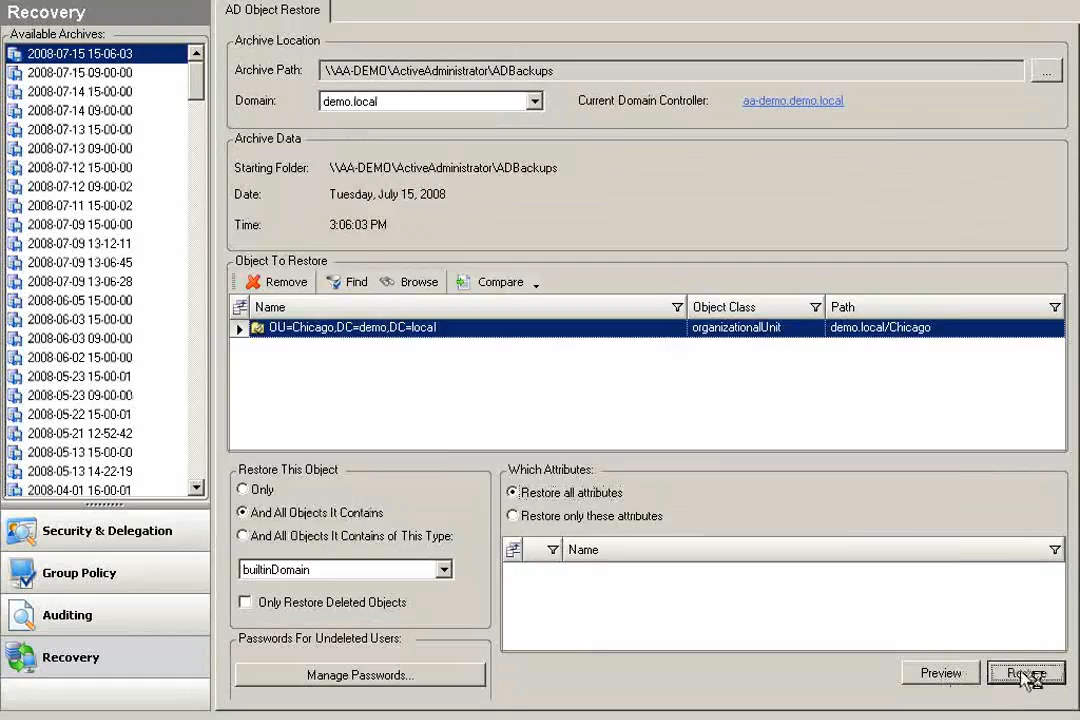 Recovery
AD Object Restore
Available Archives:
2008-07-15 15-06-03
2008-07-15 09-00-00
2008-07-14 15-00-00
2008-07-14 09-00-00
2008-07-13 15-00-00
2008-07-13 09-00-00
2008-07-12 15-00-00
2008-07-12 09-00-02
2008-07-11 15-00-02
2008-07-09 15-00-00
2008-07-09 13-12-11
2008-07-09 13-06-45
2008-07-09 13-06-28
2008-06-05 15-00-00
2008-06-03 15-00-00
2008-06-03 09-00-00
2008-06-02 15-00-00
2008-05-23 15-00-01
2008-05-23 09-00-00
2008-05-22 15-00-01
2008-05-21 12-52-42
2008-05-13 15-00-00
2008-05-13 14-22-19
2008-04-01 16-00-01
Security & Delegation
Group Policy
Auditing
Recovery
Archive Location
Archive Path: \\AA-DEMO\ActiveAdministrator\ADBackups ...
Domain: demo.local Current Domain Controller: aa-demo.demo.local
Archive Data
Starting Folder: \\AA-DEMO\ActiveAdministrator\ADBackups
Date: Tuesday, July 15, 2008
Time: 3:06:03 PM
Object To Restore
Remove Find Browse Compare
Name Object Class Path
OU=Chicago,DC=demo,DC=local organizationalUnit demo.local/Chicago
Restore This Object
Only
And All Objects It Contains
And All Objects It Contains of This Type:
builtinDomain
Only Restore Deleted Objects
Passwords For Undeleted Users:
Manage Passwords...
Which Attributes:
Restore all attributes
Restore only these attributes
Name
Preview